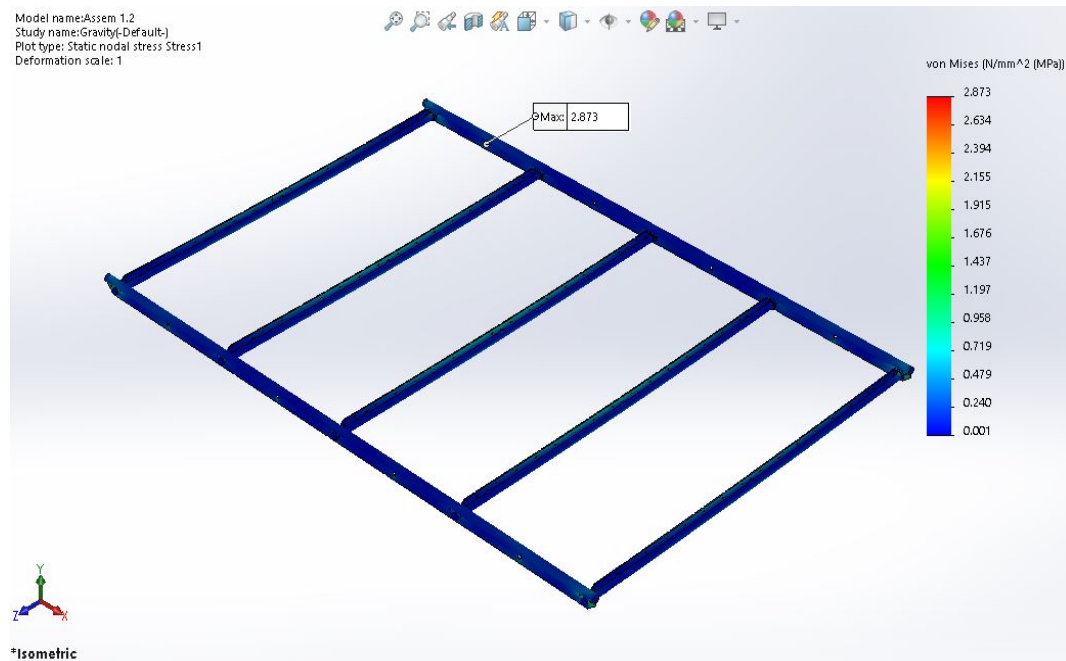 Model name:Assem 1.2
Study name:Gravity(-Default-)
Plot type: Static nodal stress Stress1
Deformation scale: 1
von Mises (N/mm^2 (MPa))
2.873
2.634
2.394
2.155
1.915
1.676
1.437
1.197
0.958
0.719
0.479
0.240
0.001
Max: 2.873
Y
Z
X
*Isometric